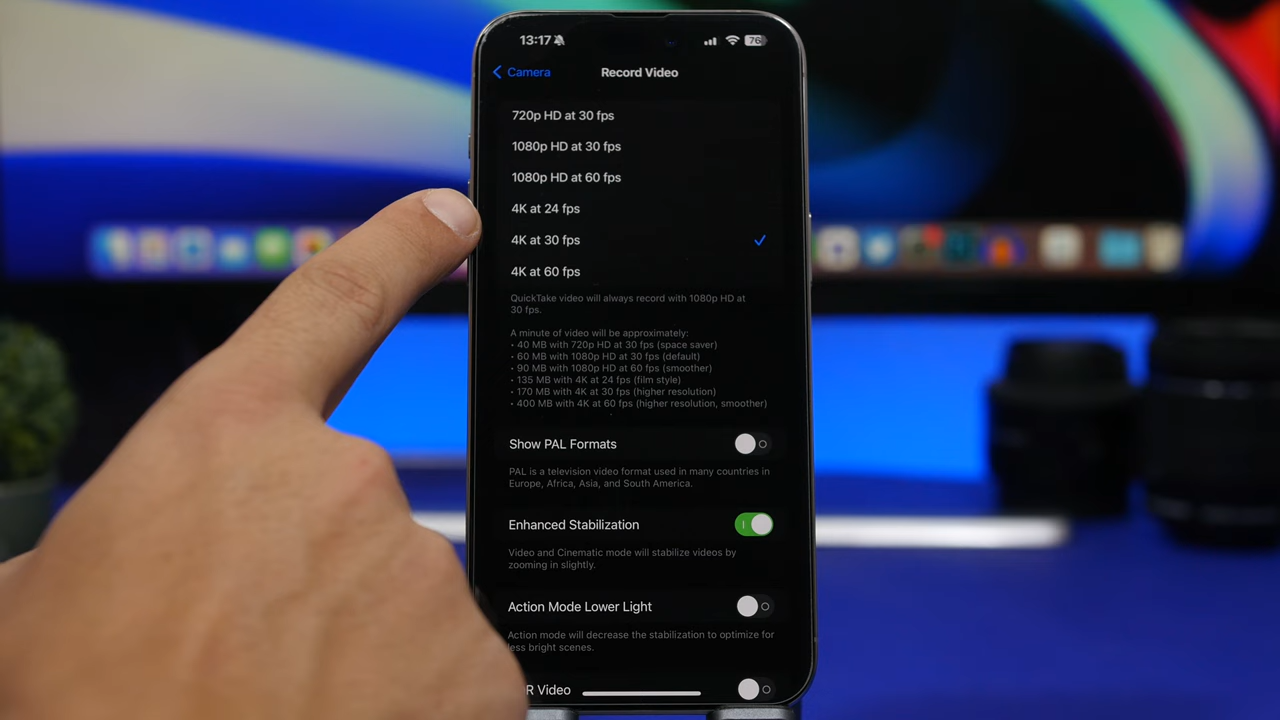 13:17 76
Camera Record Video
720p HD at 30 fps
1080p HD at 30 fps
1080p HD at 60 fps
4K at 24 fps
4K at 30 fps
4K at 60 fps
QuickTake video will always record with 1080p HD at
30 fps.
A minute of video will be approximately:
• 40 MB with 720p HD at 30 fps (space saver)
• 60 MB with 1080p HD at 30 fps (default)
• 90 MB with 1080p HD at 60 fps (smoother)
• 135 MB with 4K at 24 fps (film style)
• 170 MB with 4K at 30 fps (higher resolution)
• 400 MB with 4K at 60 fps (higher resolution, smoother)
Show PAL Formats
PAL is a television video format used in many countries in
Europe, Africa, Asia, and South America.
Enhanced Stabilization
Video and Cinematic mode will stabilize videos by
zooming in slightly.
Action Mode Lower Light
Action mode will decrease the stabilization to optimize for
less bright scenes.
R Video